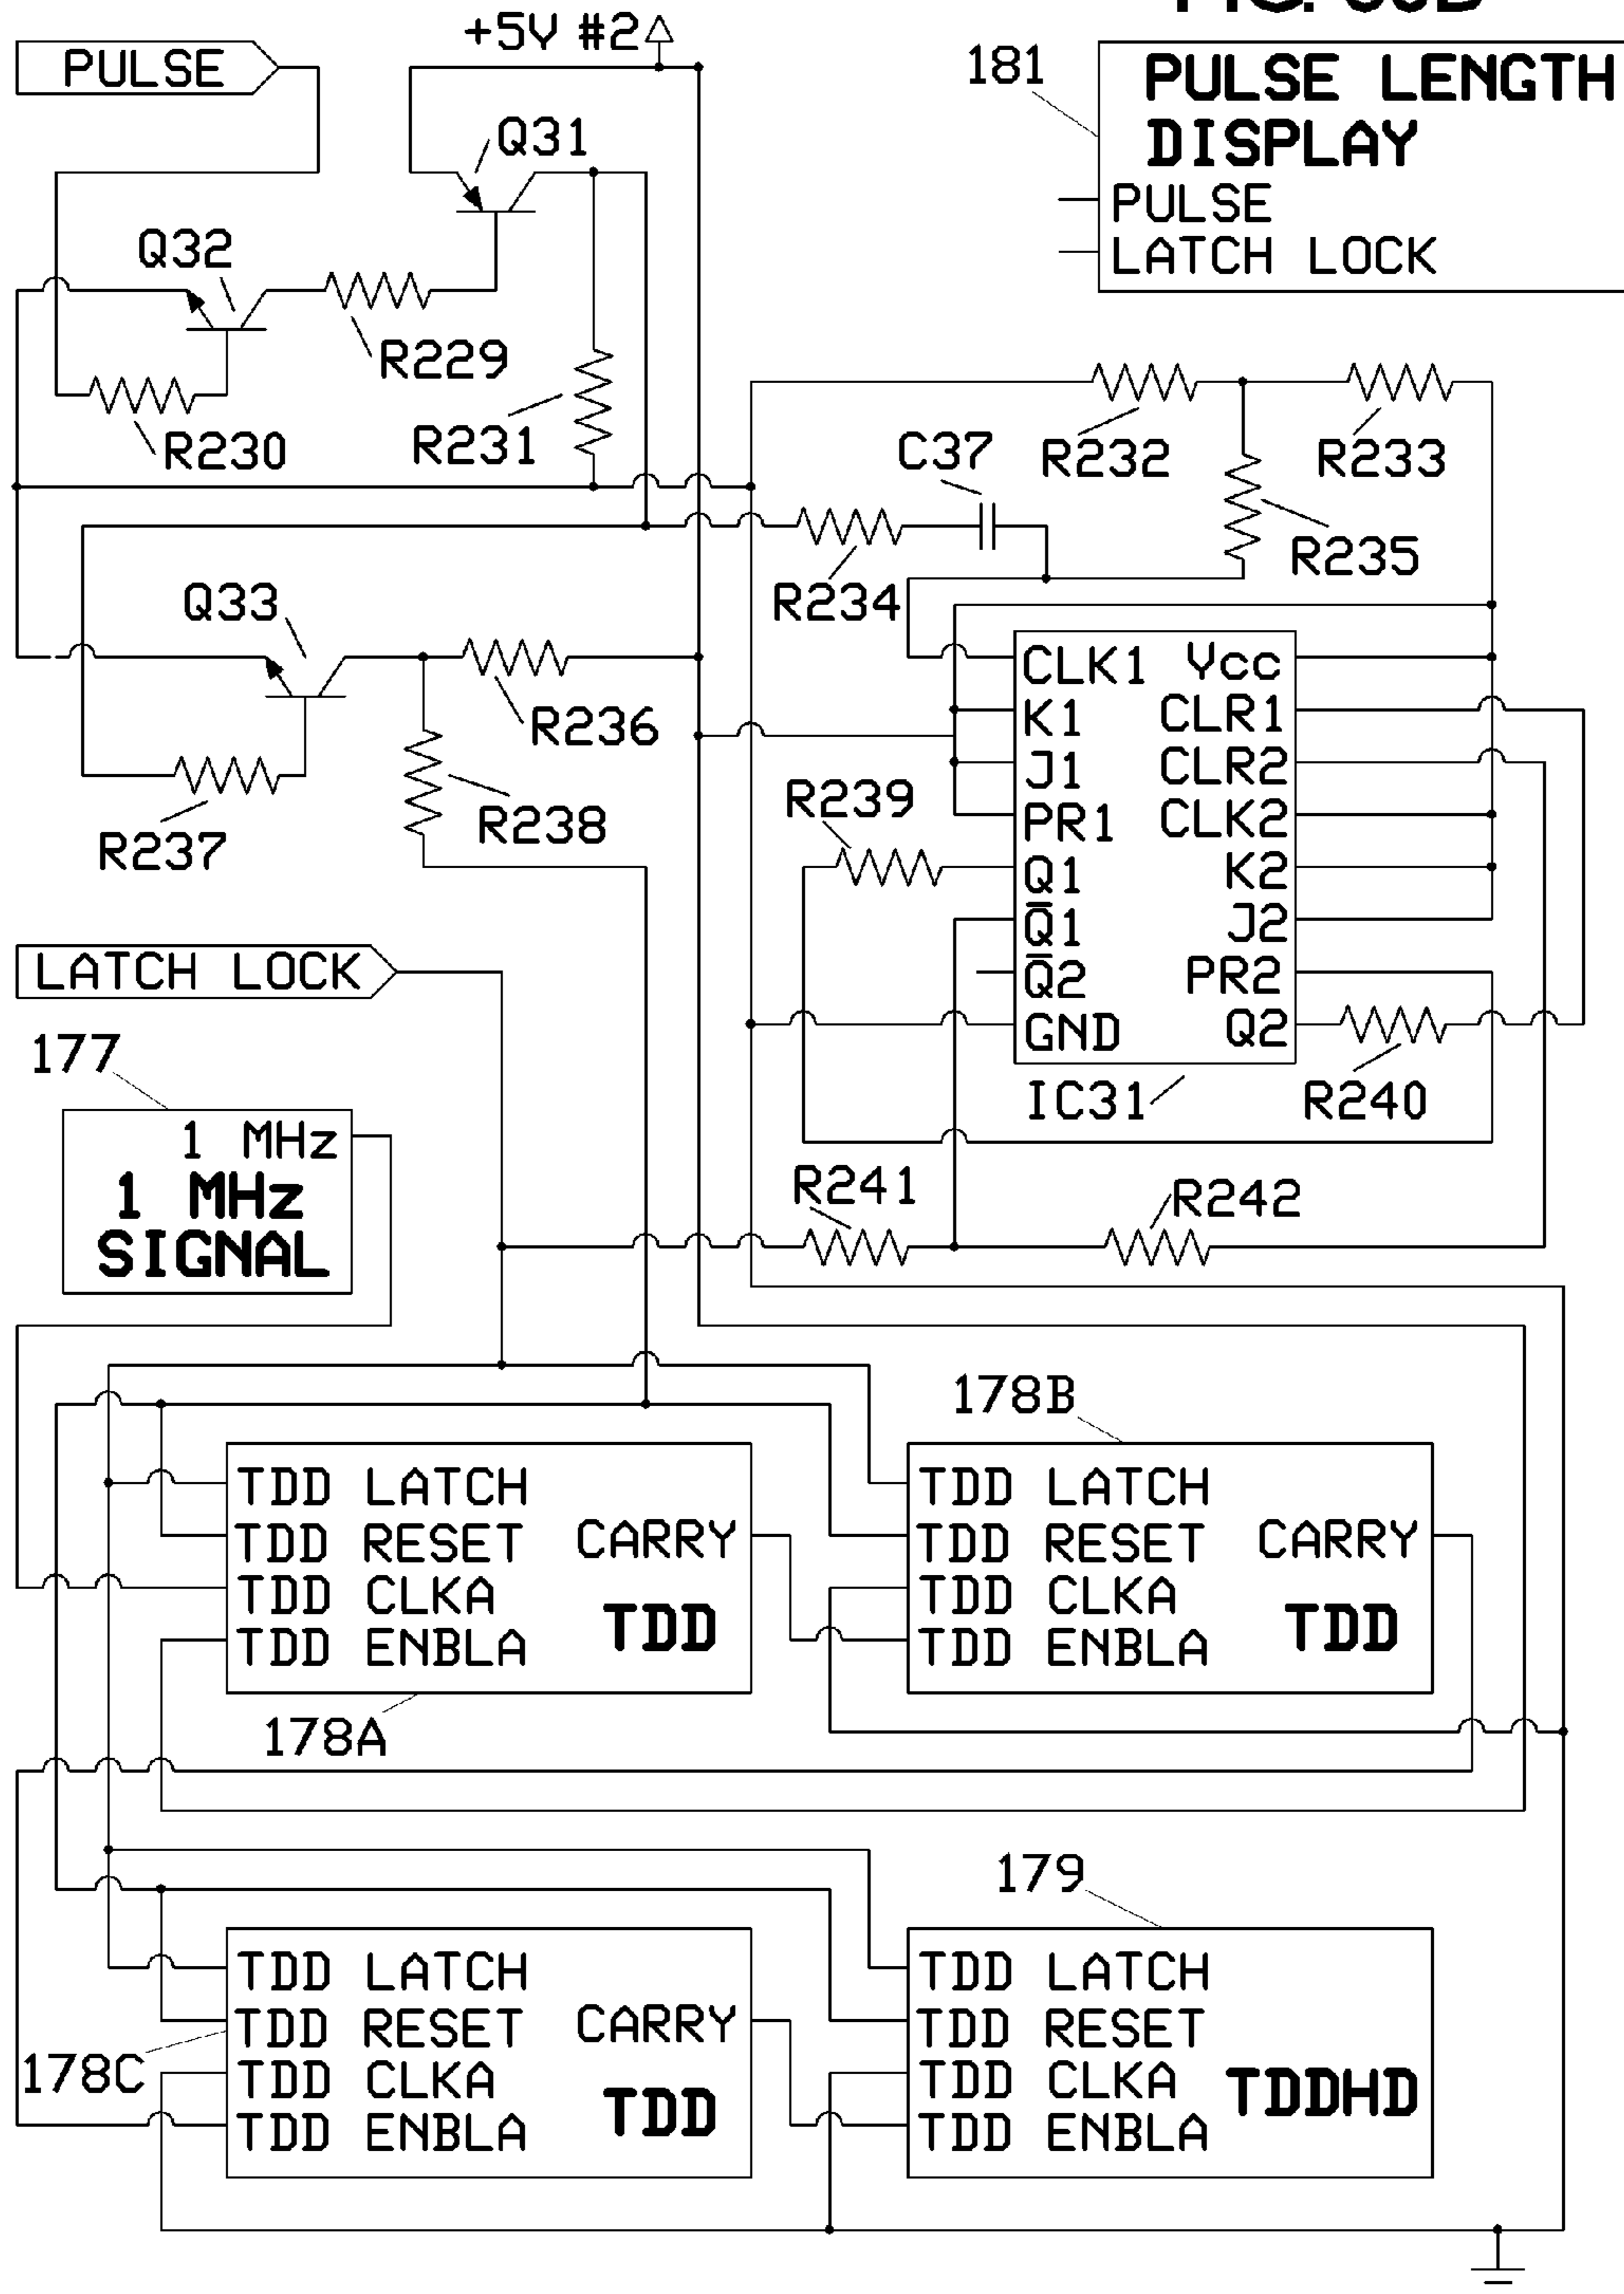 +5V #2
PULSE
181
PULSE LENGTH
DISPLAY
PULSE
LATCH LOCK
Q31
Q32
R229
R230
R231
C37
R232
R233
R234
R235
Q33
R236
R237
R238
R239
CLK1 Vcc
K1 CLR1
J1 CLR2
PR1 CLK2
Q1 K2
Q̅1 J2
Q̅2 PR2
GND Q2
IC31
R240
LATCH LOCK
177
1 MHz
1 MHz
SIGNAL
R241
R242
178B
TDD LATCH
TDD RESET CARRY
TDD CLKA
TDD ENBLA
TDD
178A
TDD LATCH
TDD RESET CARRY
TDD CLKA
TDD ENBLA
TDD
179
TDD LATCH
TDD RESET CARRY
TDD CLKA
TDD ENBLA
TDD
178C
TDD LATCH
TDD RESET
TDD CLKA
TDD ENBLA
TDDHD